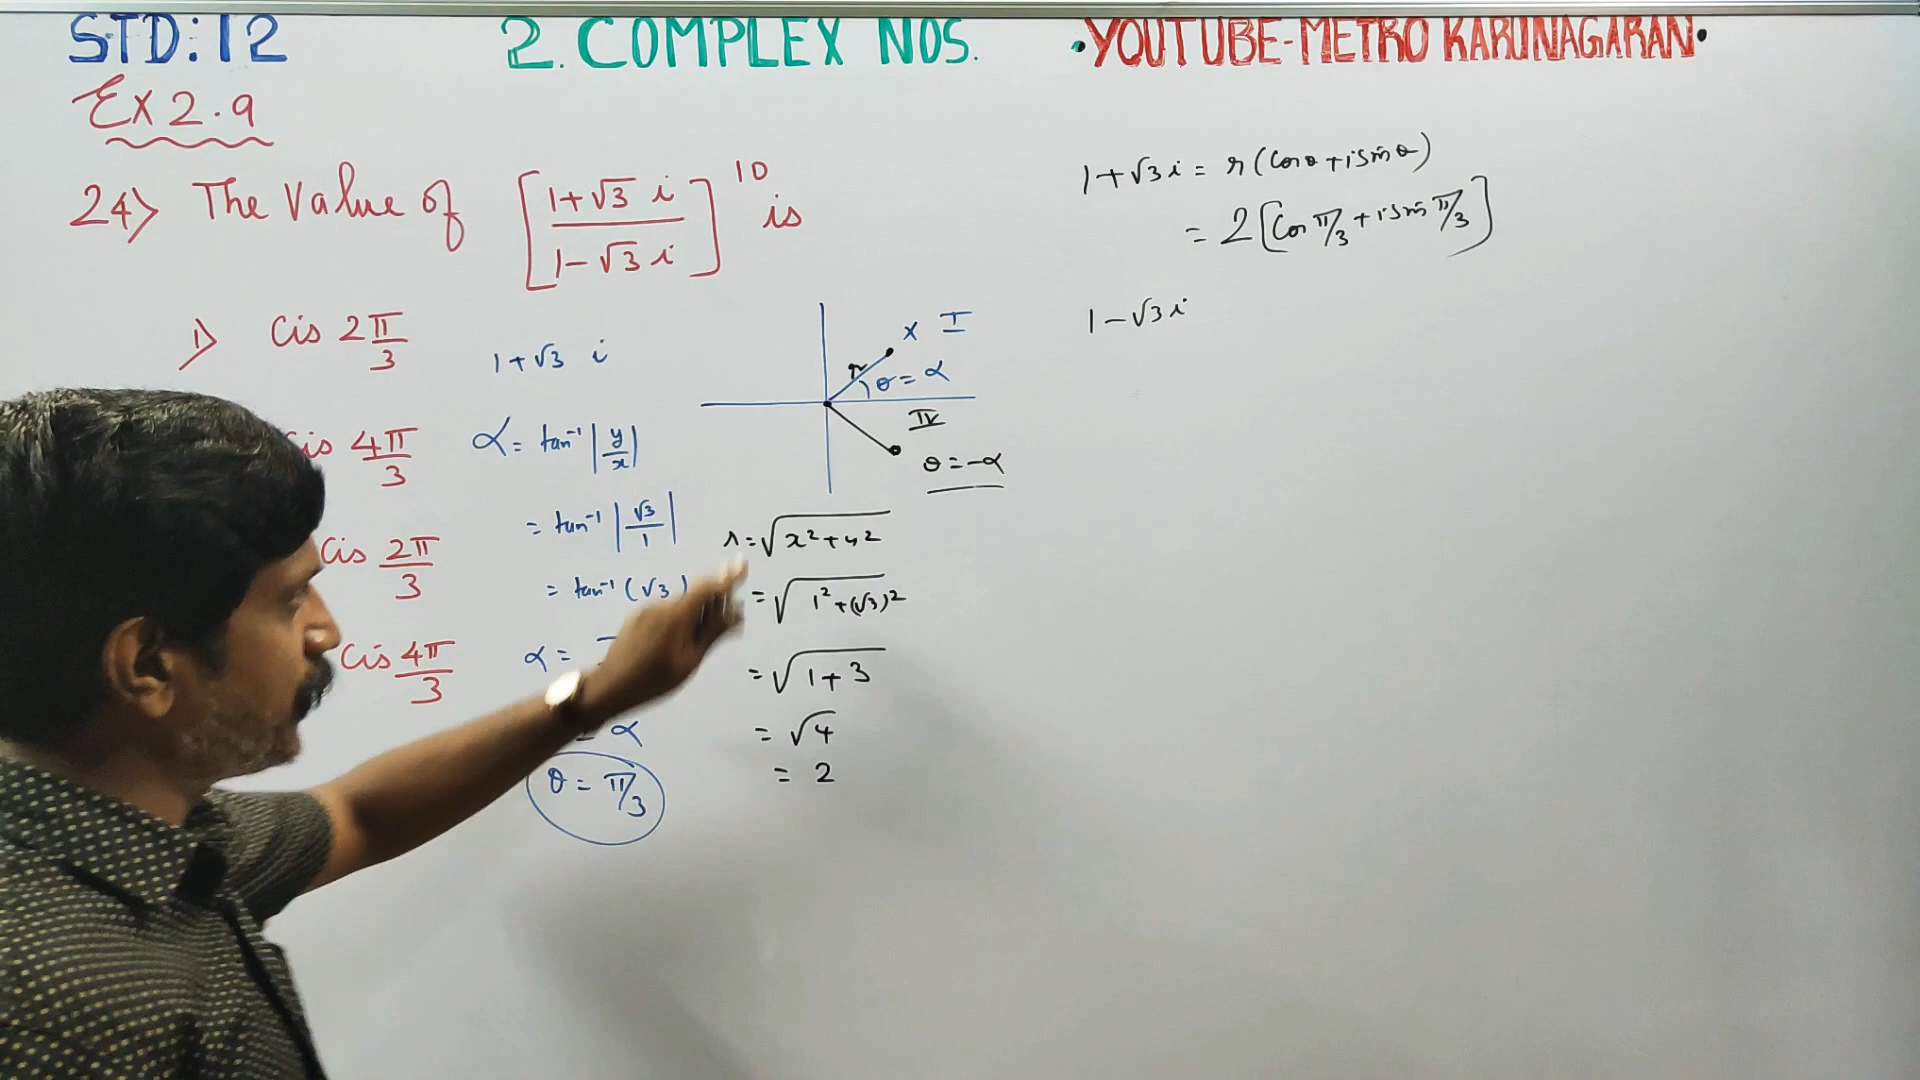 STD:12
2. COMPLEX NOS.
•YOUTUBE-METRO KARUNAGARAN•
EX 2.9
24) The Value of [(1+√3 i)/(1-√3 i)]^10 is
1) Cis 2π/3
Cis 4π/3
Cis 2π/3
Cis 4π/3
1+√3 i
α = tan⁻¹ |y/x|
= tan⁻¹ |√3/1|
= tan⁻¹ (√3)
α =
= α
θ = π/3
x I
r
θ = α
IV
θ = -α
r = √(x²+y²)
= √(1²+(√3)²)
= √(1+3)
= √4
= 2
1+√3 i = r (Cosθ + i Sinθ)
= 2 [Cos π/3 + i Sin π/3]
1-√3 i